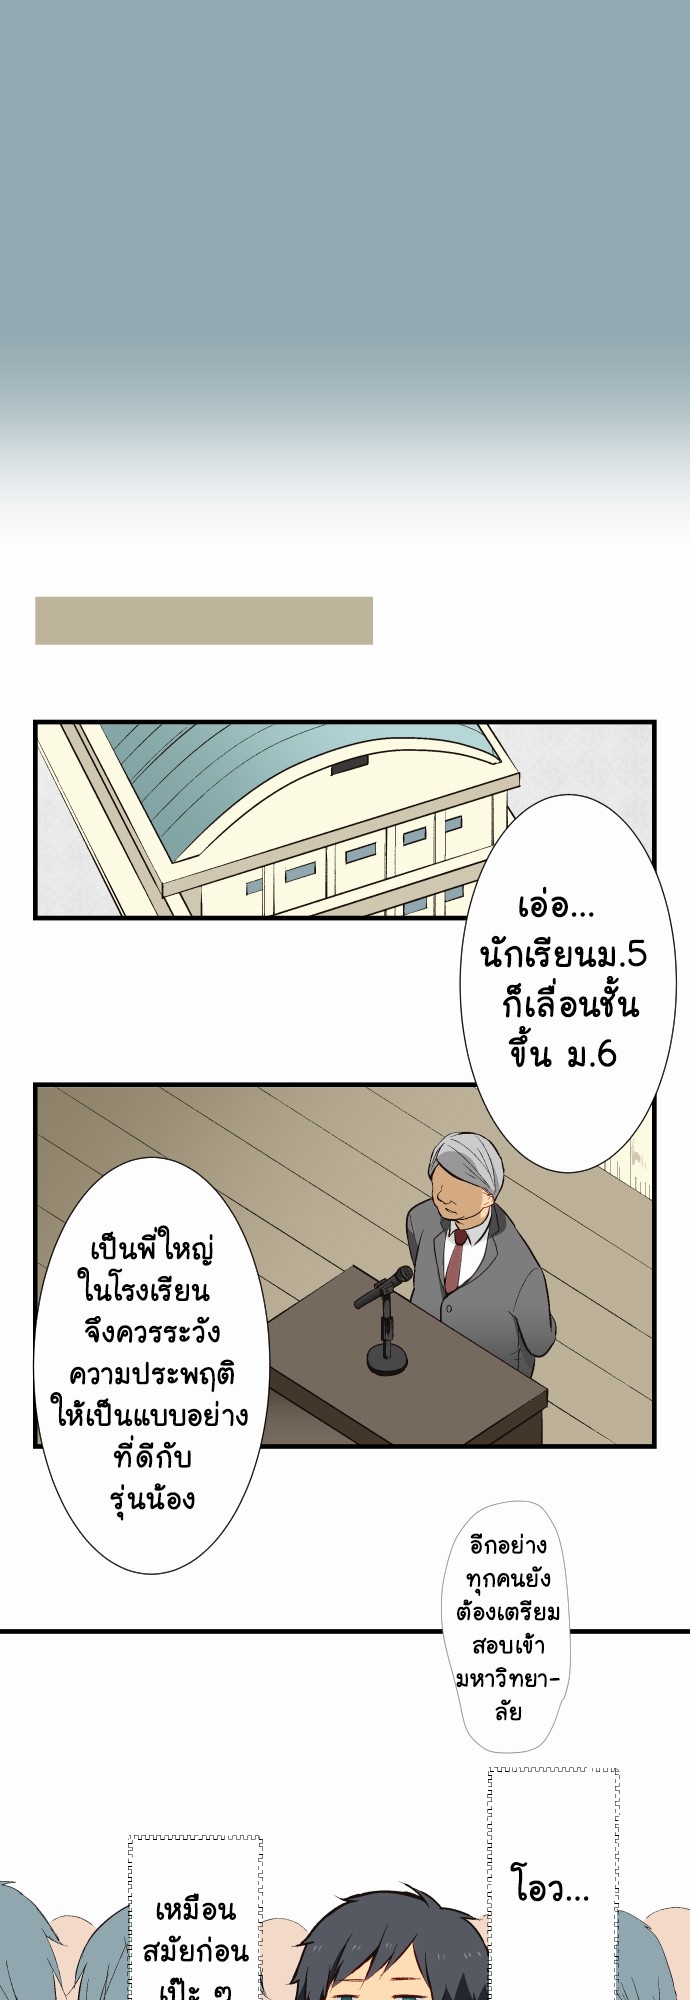 เอ่อ...
นักเรียนม.5
ก็เลื่อนชั้น
ขึ้น ม.6
เป็นพี่ใหญ่
ในโรงเรียน
จึงควรระวัง
ความประพฤติ
ให้เป็นแบบอย่าง
ที่ดีกับ
รุ่นน้อง
อีกอย่าง
ทุกคนยัง
ต้องเตรียม
สอบเข้า
มหาวิทยา-
ลัย
โอว...
เหมือน
สมัยก่อน
เป๊ะ ๆ